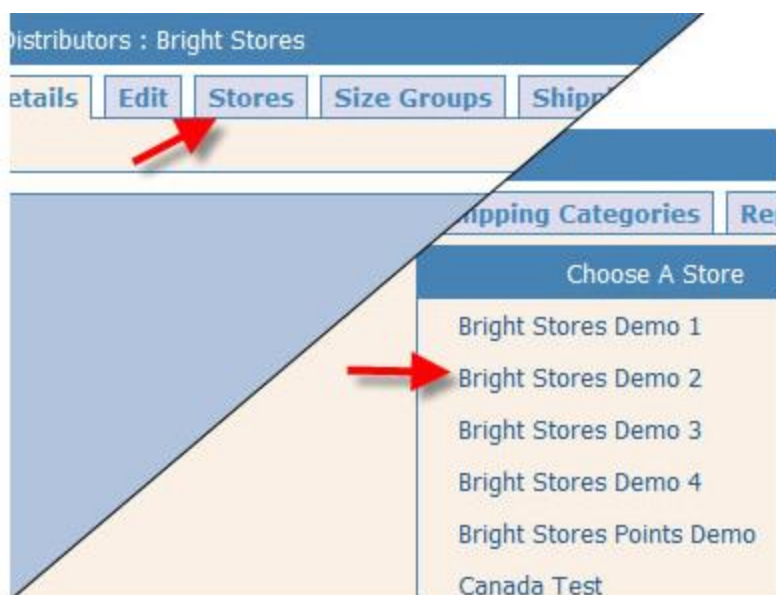 Distributors : Bright Stores
etails Edit Stores Size Groups Shipp
ipping Categories Re
Choose A Store
Bright Stores Demo 1
Bright Stores Demo 2
Bright Stores Demo 3
Bright Stores Demo 4
Bright Stores Points Demo
Canada Test